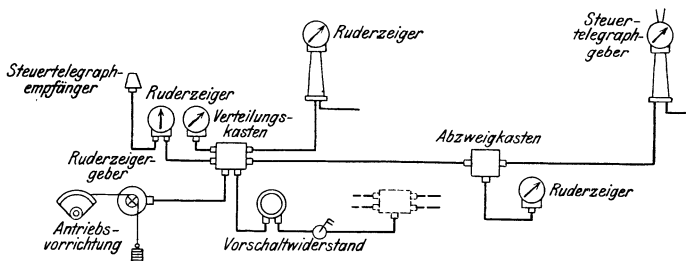 Ruderzeiger
Steuer-
telegraph-
geber
Steuertelegraph-
empfänger
Ruderzeiger
Verteilungs-
kasten
Abzweigkasten
Ruderzeiger-
geber
Ruderzeiger
Antriebs-
vorrichtung
Vorschaltwiderstand